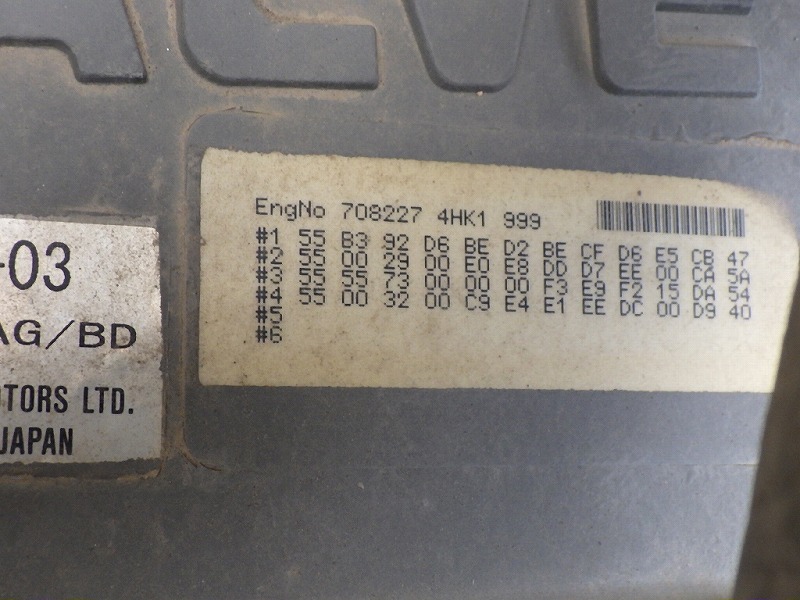 EngNo 708227 4HK1 999
#1 55 B3 92 D6 BE D2 BE CF D6 E5 CB 47
#2 55 00 29 00 E0 E8 DD D7 EE 00 CA 5A
#3 55 55 73 00 00 00 F3 E9 F2 15 DA 54
#4 55 00 32 00 C9 E4 E1 EE DC 00 D9 40
#5
#6
-03
AG/BD
TORS LTD.
JAPAN